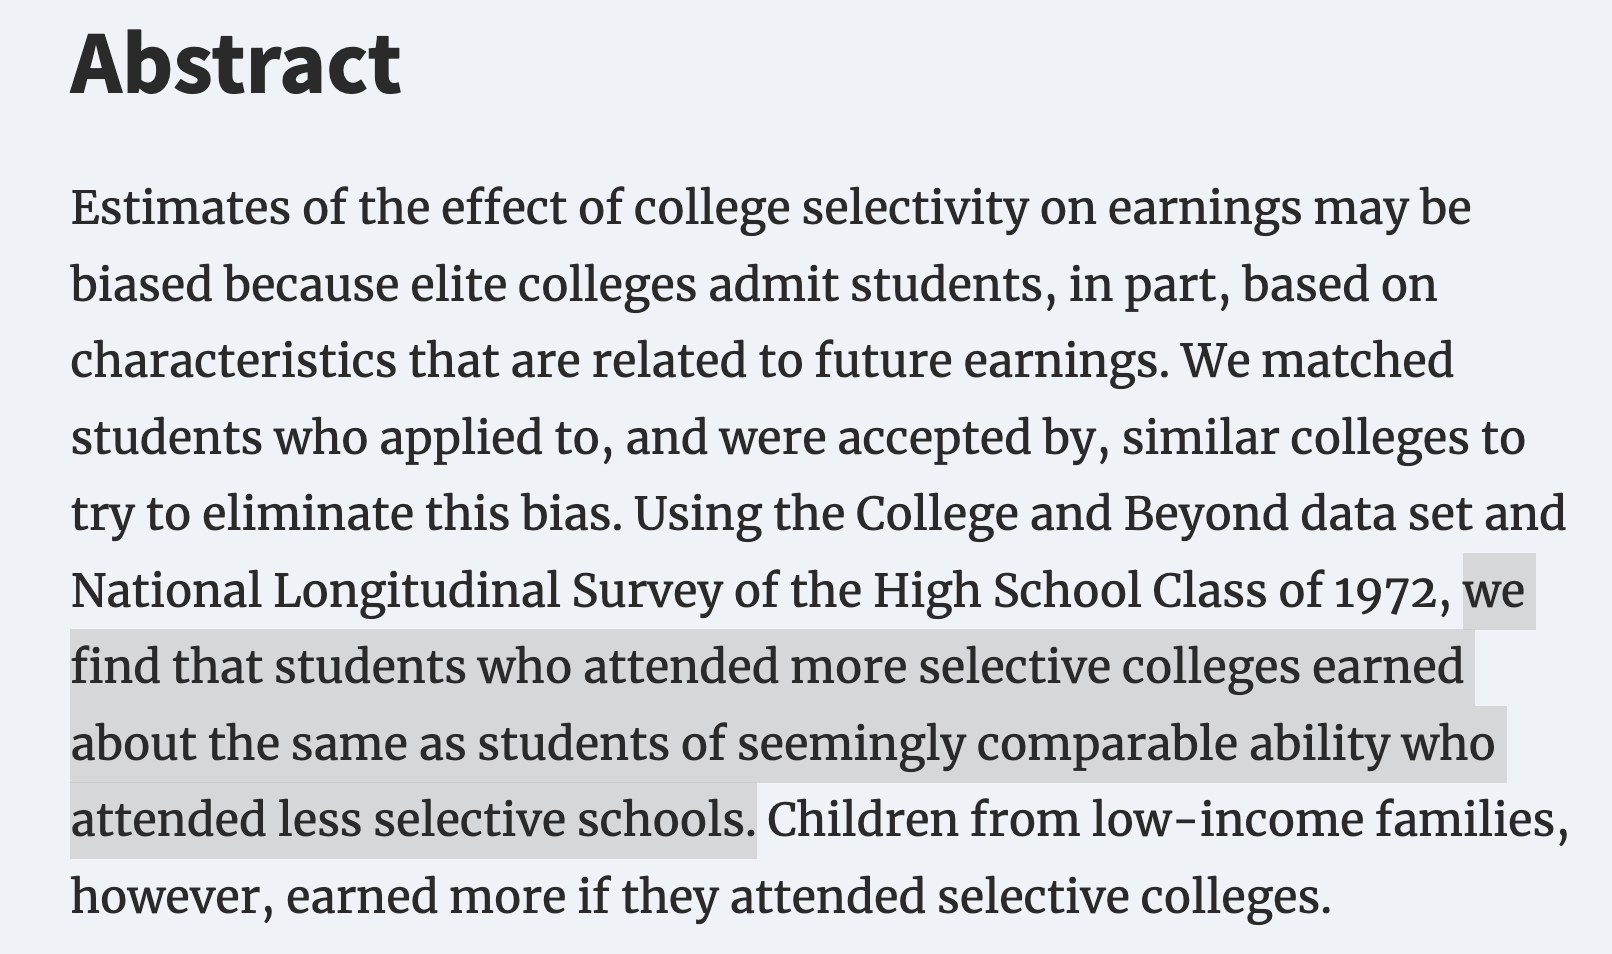 Abstract
Estimates of the effect of college selectivity on earnings may be
biased because elite colleges admit students, in part, based on
characteristics that are related to future earnings. We matched
students who applied to, and were accepted by, similar colleges to
try to eliminate this bias. Using the College and Beyond data set and
National Longitudinal Survey of the High School Class of 1972, we
find that students who attended more selective colleges earned
about the same as students of seemingly comparable ability who
attended less selective schools. Children from low-income families,
however, earned more if they attended selective colleges.